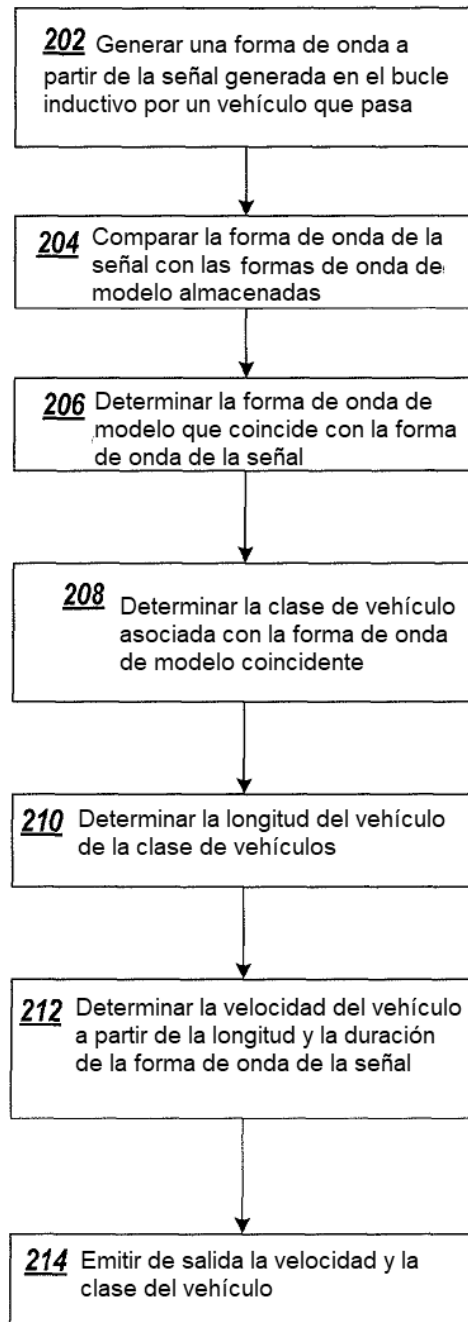 202 Generar una forma de onda a
partir de la señal generada en el bucle
inductivo por un vehículo que pasa
204 Comparar la forma de onda de la
señal con las formas de onda de
modelo almacenadas
206 Determinar la forma de onda de
modelo que coincide con la forma
de onda de la señal
208 Determinar la clase de vehículo
asociada con la forma de onda
de modelo coincidente
210 Determinar la longitud del vehículo
de la clase de vehículos
212 Determinar la velocidad del vehículo
a partir de la longitud y la duración
de la forma de onda de la señal
214 Emitir de salida la velocidad y la
clase del vehículo